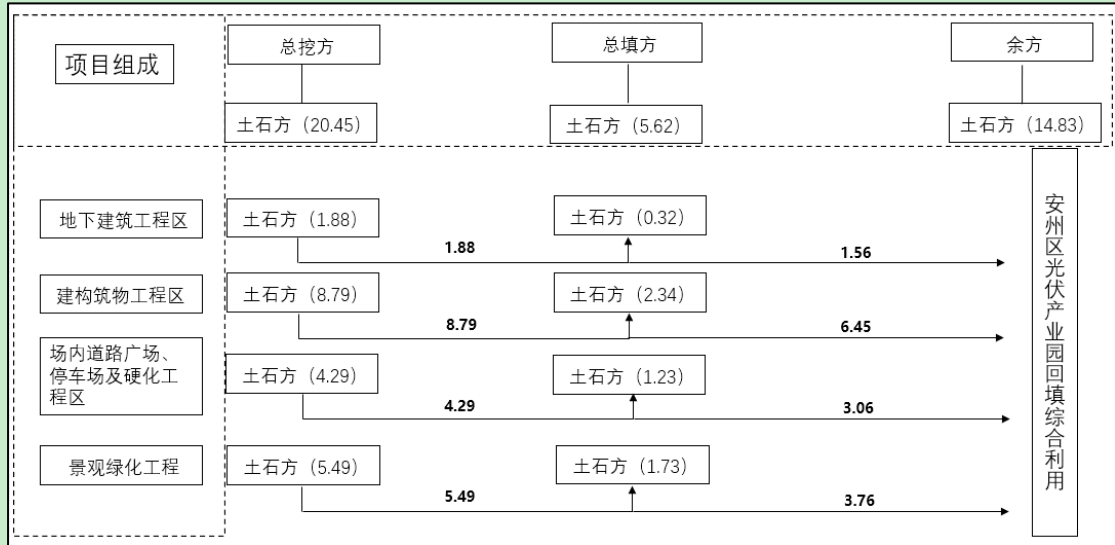 项目组成
总挖方
总填方
余方
土石方（20.45）
土石方（5.62）
土石方（14.83）
地下建筑工程区
土石方（1.88）
土石方（0.32）
1.88
1.56
建构筑物工程区
土石方（8.79）
土石方（2.34）
8.79
6.45
场内道路广场、
停车场及硬化工
程区
土石方（4.29）
土石方（1.23）
4.29
3.06
景观绿化工程
土石方（5.49）
土石方（1.73）
5.49
3.76
安州区光伏产业园回填综合利用